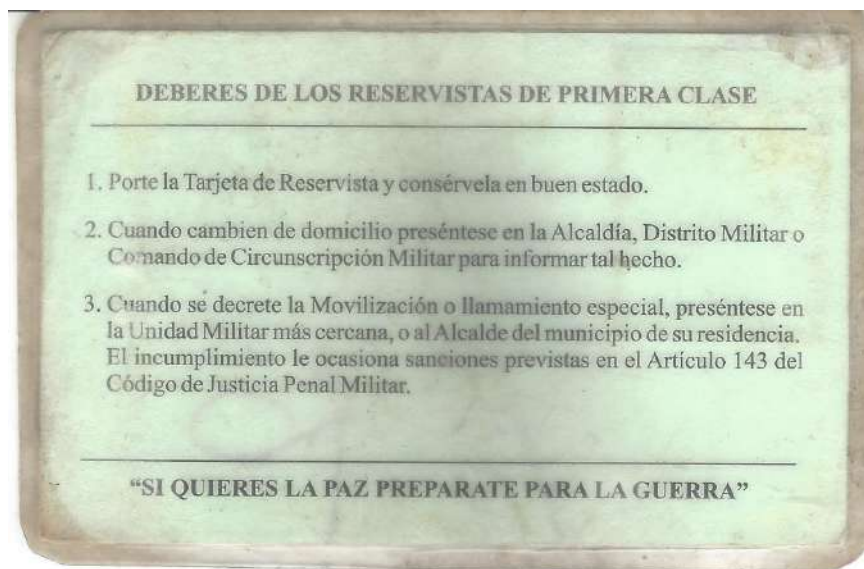 DEBERES DE LOS RESERVISTAS DE PRIMERA CLASE
1. Porte la Tarjeta de Reservista y consérvela en buen estado.
2. Cuando cambien de domicilio preséntese en la Alcaldía, Distrito Militar o
Comando de Circunscripción Militar para informar tal hecho.
3. Cuando se decrete la Movilización o llamamiento especial, preséntese en
la Unidad Militar más cercana, o al Alcalde del municipio de su residencia.
El incumplimiento le ocasiona sanciones previstas en el Artículo 143 del
Código de Justicia Penal Militar.
“SI QUIERES LA PAZ PREPARATE PARA LA GUERRA”